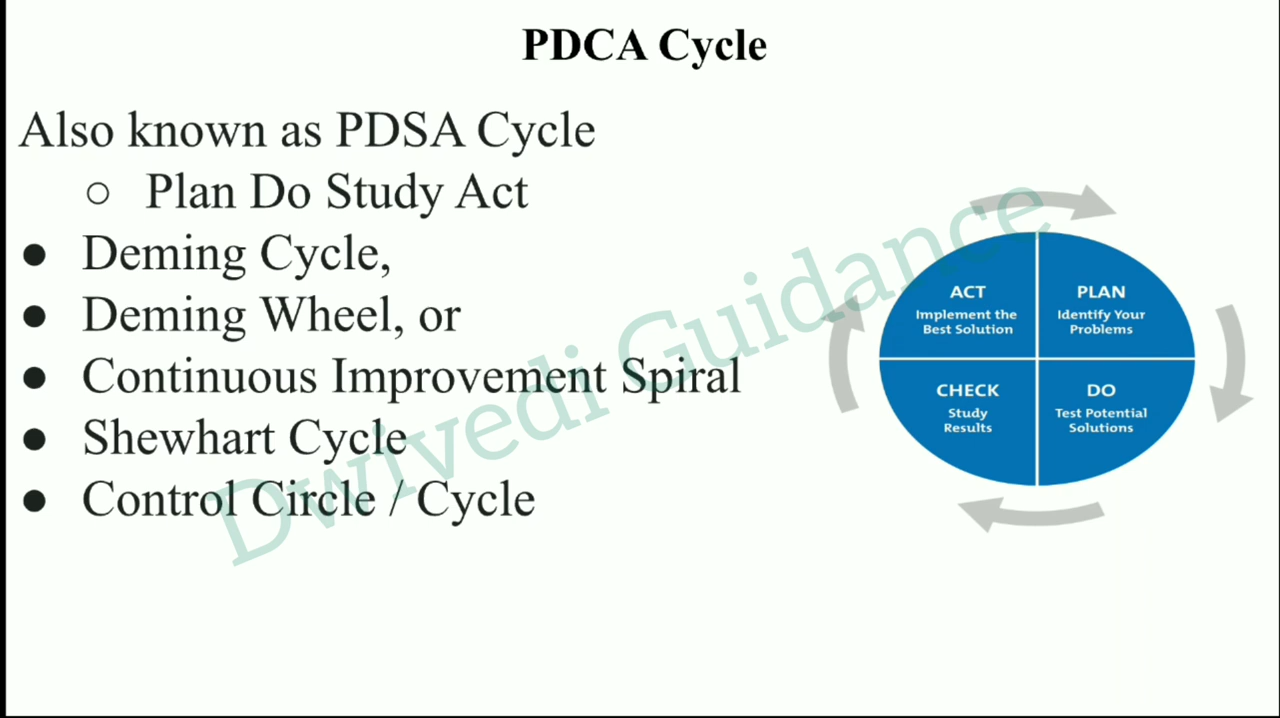 PDCA Cycle
Also known as PDSA Cycle
○ Plan Do Study Act
● Deming Cycle,
● Deming Wheel, or
● Continuous Improvement Spiral
● Shewhart Cycle
● Control Circle / Cycle
ACT
Implement the
Best Solution
PLAN
Identify Your
Problems
CHECK
Study
Results
DO
Test Potential
Solutions
Dwivedi Guidance